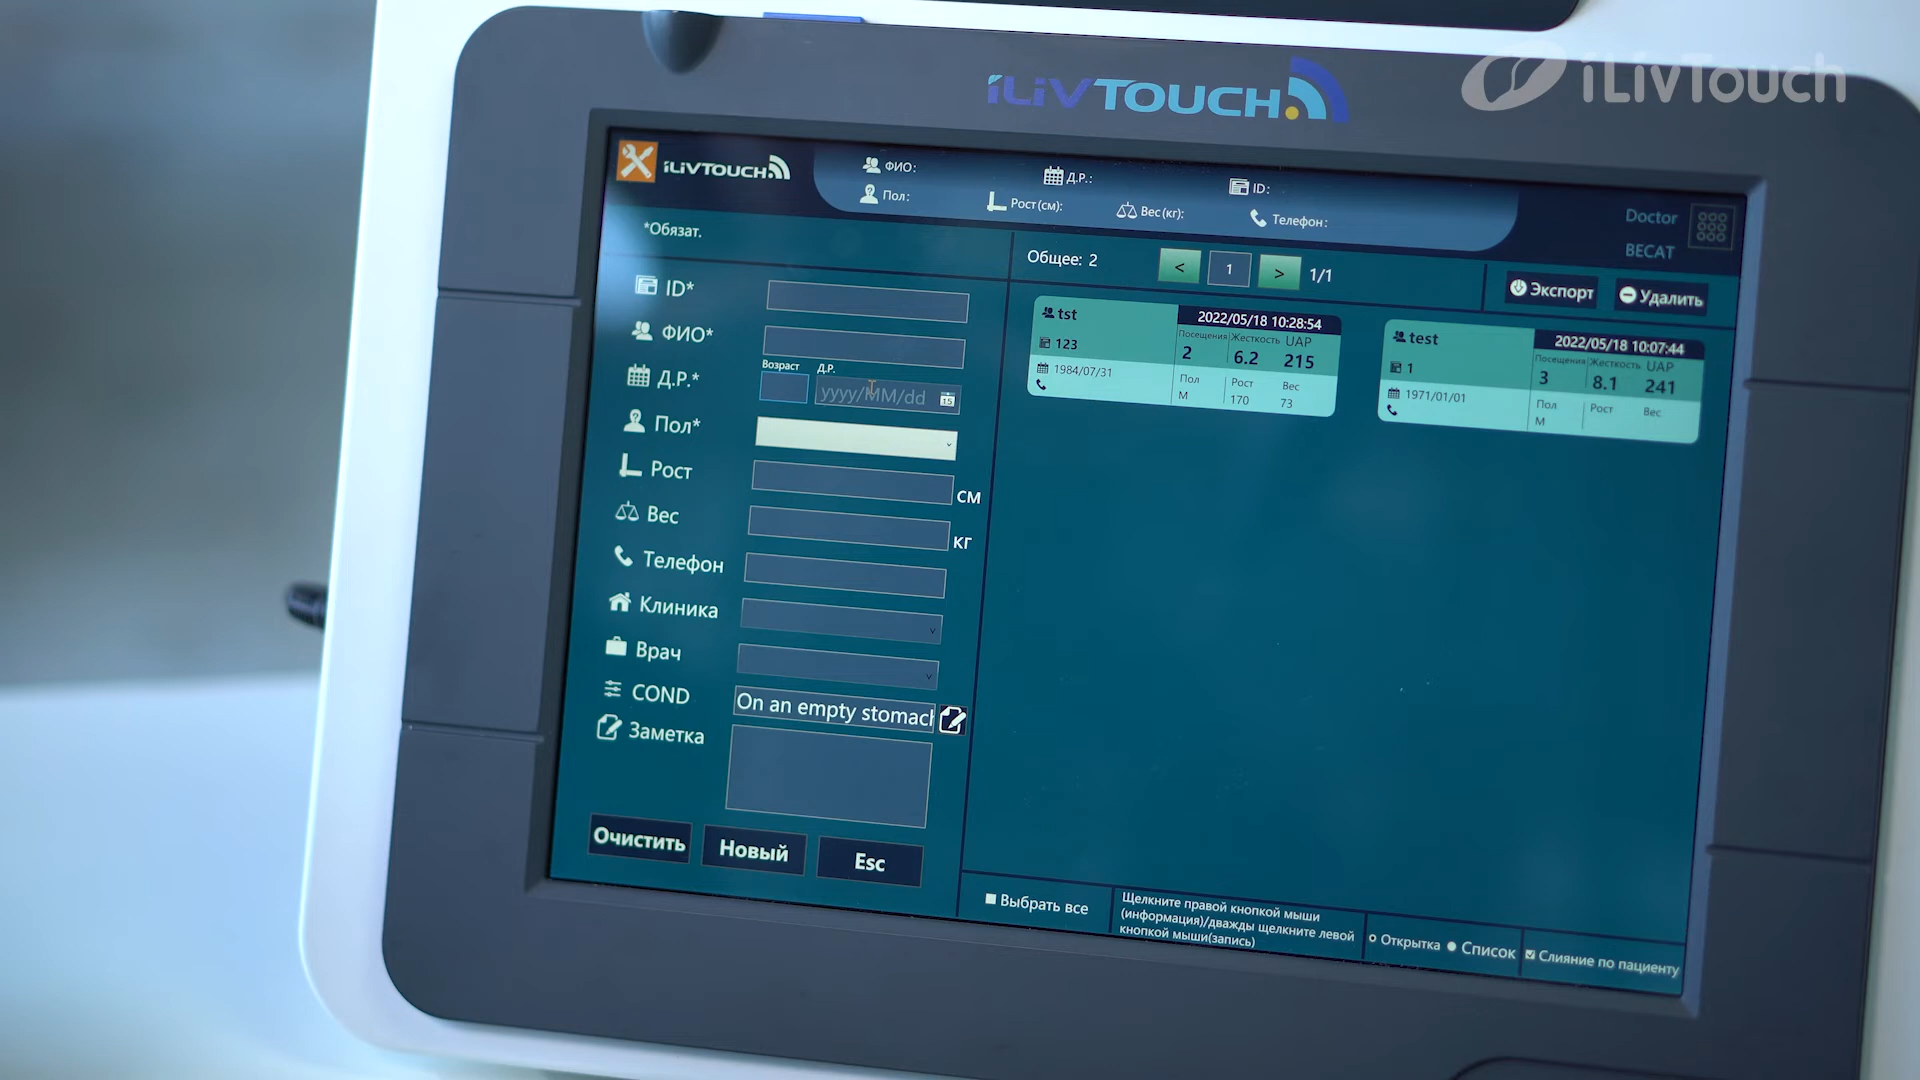 iLivTouch
iLivTOUCH
iLivTOUCH
ФИО:
Д.Р.:
ID:
Пол:
Рост(см):
Вес(кг):
Телефон:
Doctor
BECAT
*Обязат.
ID*
ФИО*
Д.Р.*
Возраст
Д.Р.
yyyy/MM/dd
15
Пол*
Рост
см
Вес
кг
Телефон
Клиника
Врач
COND
On an empty stomach
Заметка
Очистить
Новый
Esc
Общее: 2
<
1
>
1/1
Экспорт
Удалить
tst
2022/05/18 10:28:54
123
Посещения
Жесткость
UAP
2
6.2
215
1984/07/31
Пол
Рост
Вес
М
170
73
test
2022/05/18 10:07:44
1
Посещения
Жесткость
UAP
3
8.1
241
1971/01/01
Пол
Рост
Вес
М
Выбрать все
Щелкните правой кнопкой мыши
(информация)/дважды щелкните левой
кнопкой мыши(запись)
Открытка
Список
Слияние по пациенту